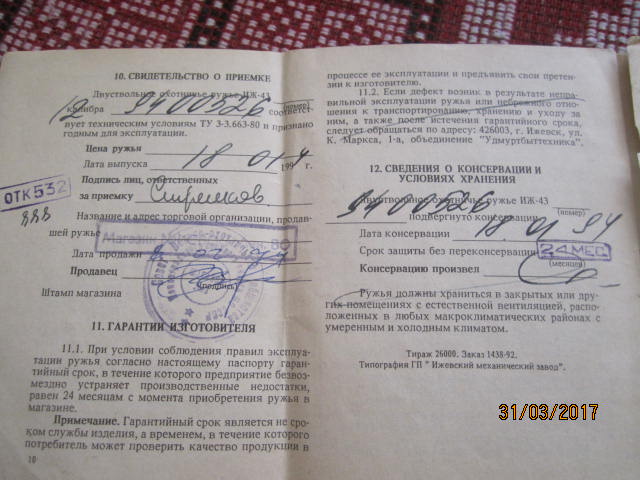 10. СВИДЕТЕЛЬСТВО О ПРИЕМКЕ
Двуствольное охотничье ружье ИЖ-43
калибра 12 9400526 соответст-
(номер)
вует техническим условиям ТУ 3-3.663-80 и признано
годным для эксплуатации.
Цена ружья
Дата выпуска 18 01 1994 г.
Подпись лиц, ответственных
за приемку
ОТК532
Название и адрес торговой организации, продав-
шей ружье
Магазин 80
Дата продажи
Продавец
(подпись)
Штамп магазина
11. ГАРАНТИИ ИЗГОТОВИТЕЛЯ
11.1. При условии соблюдения правил эксплуа-
тации ружья согласно настоящему паспорту гаран-
тийный срок, в течение которого предприятие безвоз-
мездно устраняет производственные недостатки,
равен 24 месяцам с момента приобретения ружья в
магазине.
Примечание. Гарантийный срок является не сро-
ком службы изделия, а временем, в течение которого
потребитель может проверить качество продукции в
10
процессе ее эксплуатации и предъявить свои претен-
зии к изготовителю.
11.2. Если дефект возник в результате непра-
вильной эксплуатации ружья или небрежного отно-
шения к транспортированию, хранению и уходу за
ним, а также после истечения гарантийного срока,
следует обращаться по адресу: 426003, г. Ижевск, ул.
К. Маркса, 1-а, объединение "Удмуртбыттехника".
12. СВЕДЕНИЯ О КОНСЕРВАЦИИ И
УСЛОВИЯХ ХРАНЕНИЯ
Двуствольное охотничье ружье ИЖ-43
9400526 подвергнуто консервации
(номер)
Дата консервации 18 01 94
Срок защиты без переконсервации 24 МЕС.
(месяцев)
Консервацию произвел
Ружья должны храниться в закрытых или дру-
гих помещениях с естественной вентиляцией, распо-
ложенных в любых макроклиматических районах с
умеренным и холодным климатом.
Тираж 26000. Заказ 1438-92.
Типография ГП "Ижевский механический завод".
31/03/2017